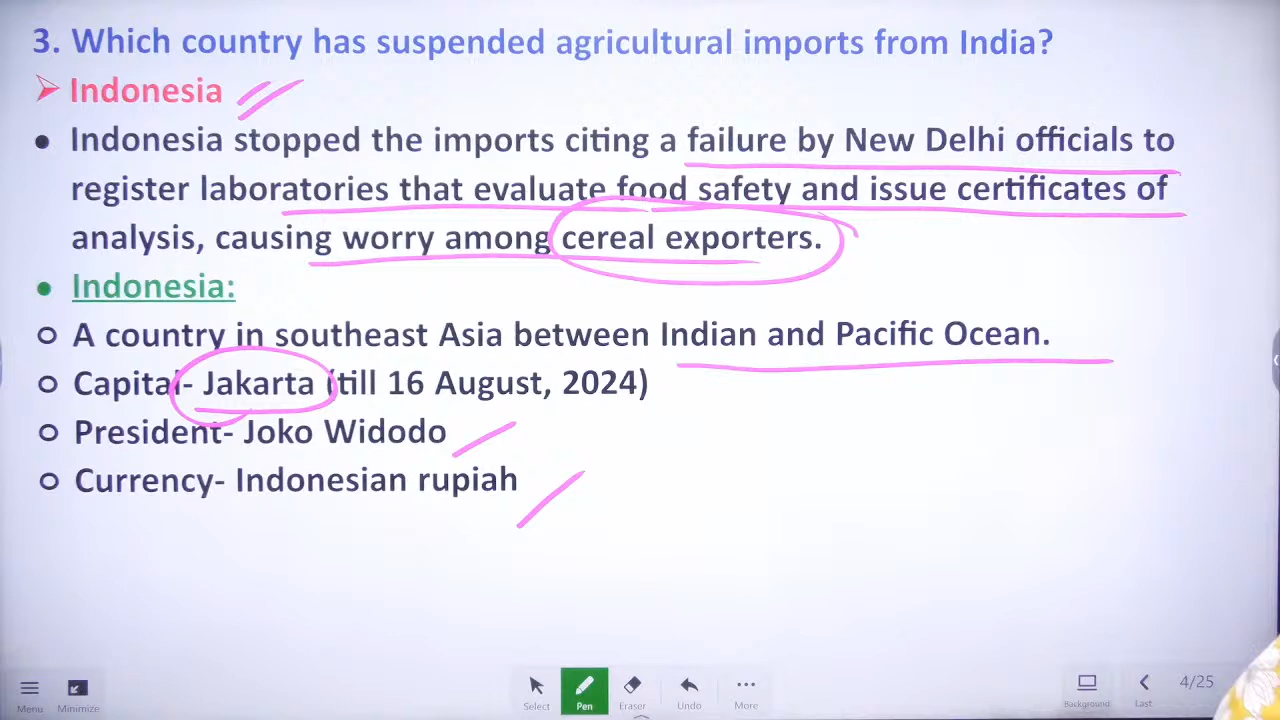 3. Which country has suspended agricultural imports from India?
Indonesia
Indonesia stopped the imports citing a failure by New Delhi officials to
register laboratories that evaluate food safety and issue certificates of
analysis, causing worry among cereal exporters.
Indonesia:
A country in southeast Asia between Indian and Pacific Ocean.
Capital- Jakarta (till 16 August, 2024)
President- Joko Widodo
Currency- Indonesian rupiah
Menu Minimize Select Pen Eraser Undo More Background Last 4/25